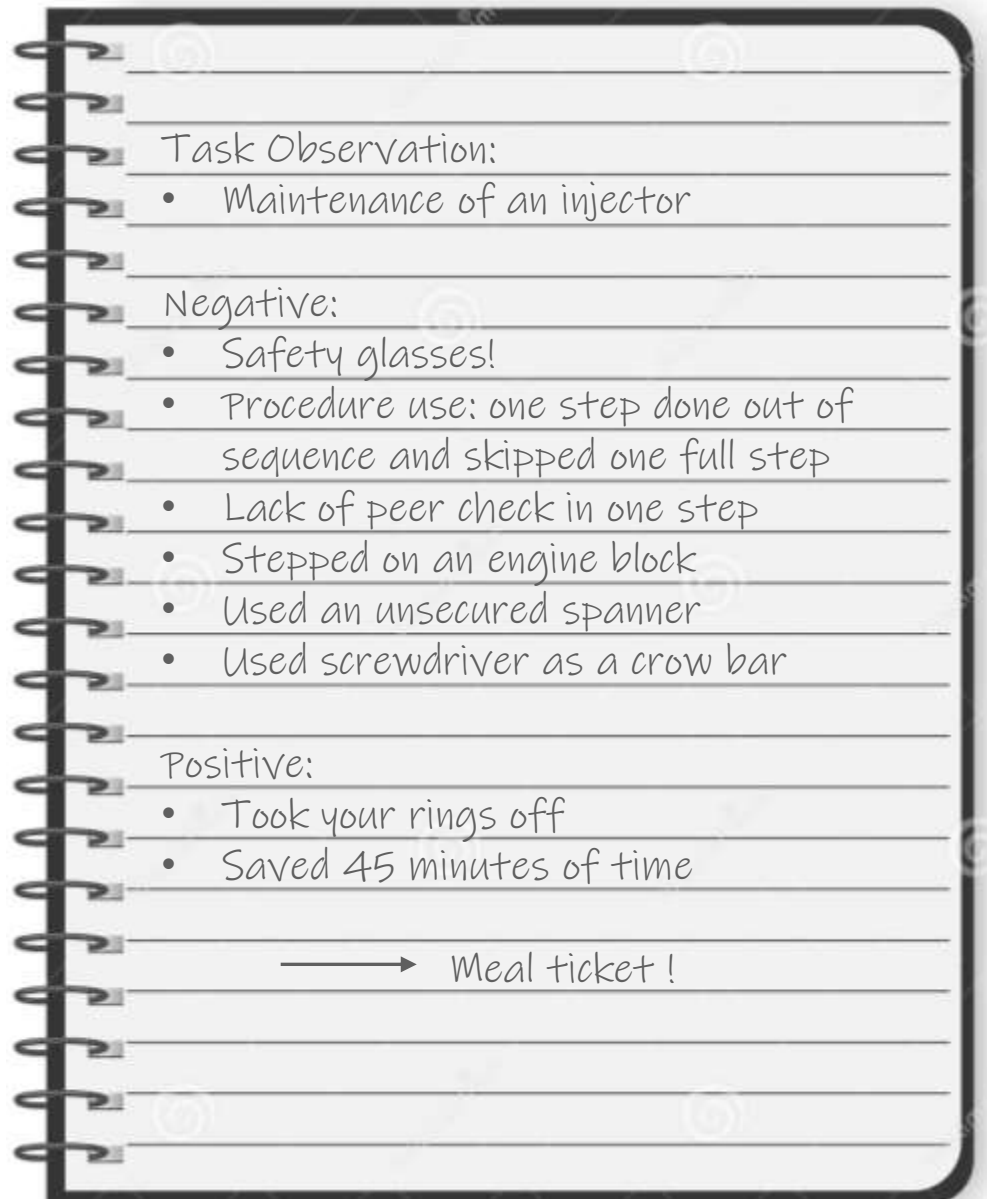 Task Observation:
• Maintenance of an injector
Negative:
• Safety glasses!
• Procedure use: one step done out of
sequence and skipped one full step
• Lack of peer check in one step
• Stepped on an engine block
• Used an unsecured spanner
• Used screwdriver as a crow bar
Positive:
• Took your rings off
• Saved 45 minutes of time
Meal ticket !